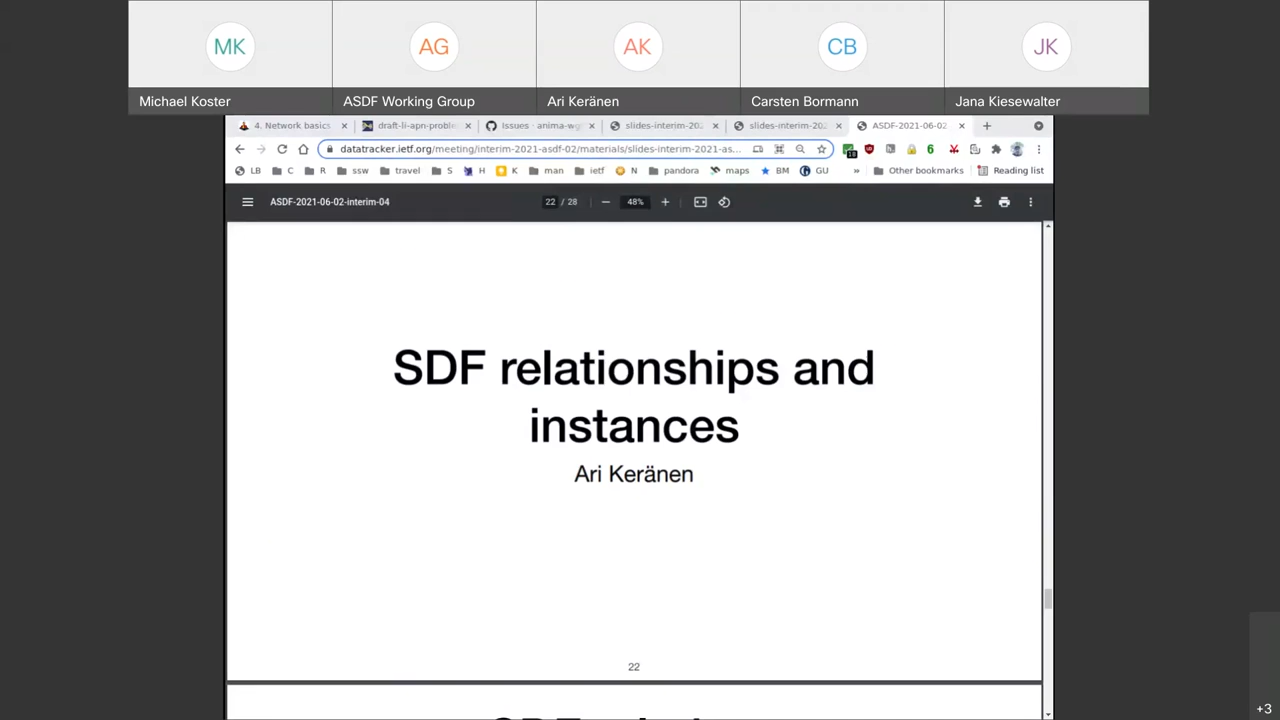 MK
AG
AK
CB
JK
Michael Koster
ASDF Working Group
Ari Keränen
Carsten Bormann
Jana Kiesewalter
4. Network basics
draft-li-apn-proble
Issues · anima-wg
slides-interim-202
slides-interim-202
ASDF-2021-06-02
datatracker.ietf.org/meeting/interim-2021-asdf-02/materials/slides-interim-2021-as...
LB
C
R
ssw
travel
S
H
K
man
ietf
N
pandora
maps
BM
GU
»
Other bookmarks
Reading list
ASDF-2021-06-02-interim-04
22 / 28
48%
SDF relationships and
instances
Ari Keränen
22
+3